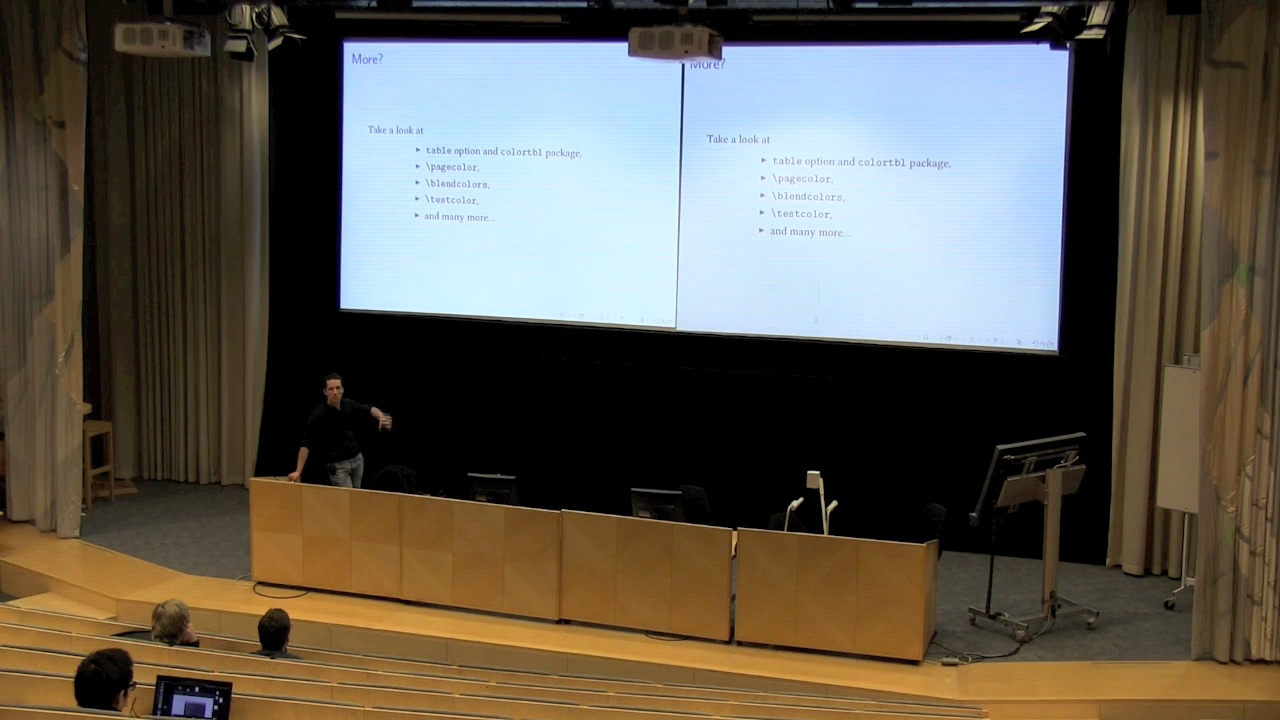 More?
Take a look at
▸ table option and colortbl package,
▸ \pagecolor,
▸ \blendcolors,
▸ \testcolor,
▸ and many more...
More?
Take a look at
▸ table option and colortbl package,
▸ \pagecolor,
▸ \blendcolors,
▸ \testcolor,
▸ and many more...